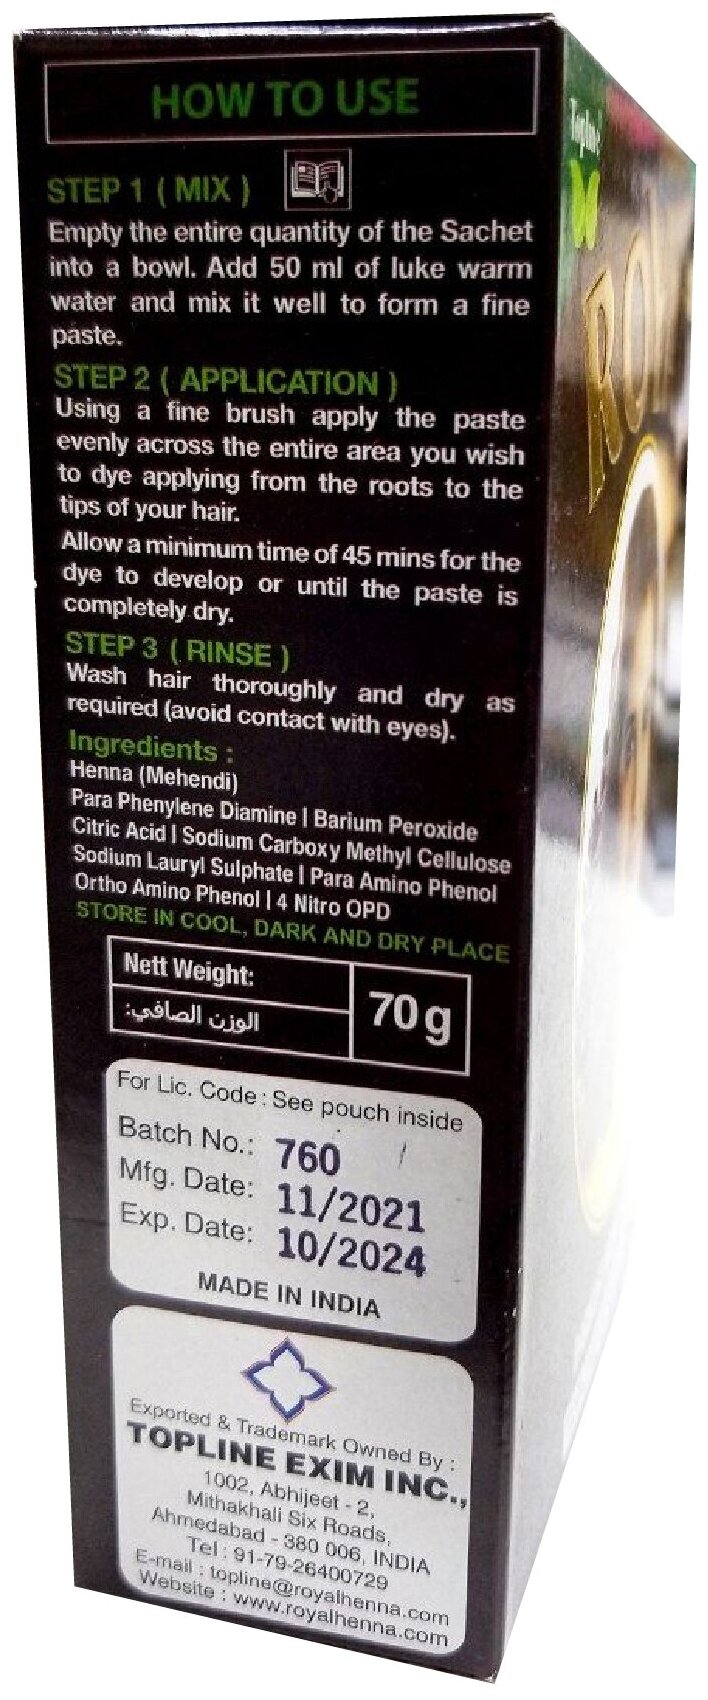 HOW TO USE
STEP 1 ( MIX )
Empty the entire quantity of the Sachet
into a bowl. Add 50 ml of luke warm
water and mix it well to form a fine
paste.
STEP 2 ( APPLICATION )
Using a fine brush apply the paste
evenly across the entire area you wish
to dye applying from the roots to the
tips of your hair.
Allow a minimum time of 45 mins for the
dye to develop or until the paste is
completely dry.
STEP 3 ( RINSE )
Wash hair thoroughly and dry as
required (avoid contact with eyes).
Ingredients :
Henna (Mehendi)
Para Phenylene Diamine | Barium Peroxide
Citric Acid | Sodium Carboxy Methyl Cellulose
Sodium Lauryl Sulphate | Para Amino Phenol
Ortho Amino Phenol | 4 Nitro OPD
STORE IN COOL, DARK AND DRY PLACE
Nett Weight:
الوزن الصافي:
70g
For Lic. Code : See pouch inside
Batch No.: 760
Mfg. Date: 11/2021
Exp. Date: 10/2024
MADE IN INDIA
Exported & Trademark Owned By :
TOPLINE EXIM INC.,
1002, Abhijeet - 2,
Mithakhali Six Roads,
Ahmedabad - 380 006, INDIA
Tel : 91-79-26400729
E-mail : topline@royalhenna.com
Website : www.royalhenna.com